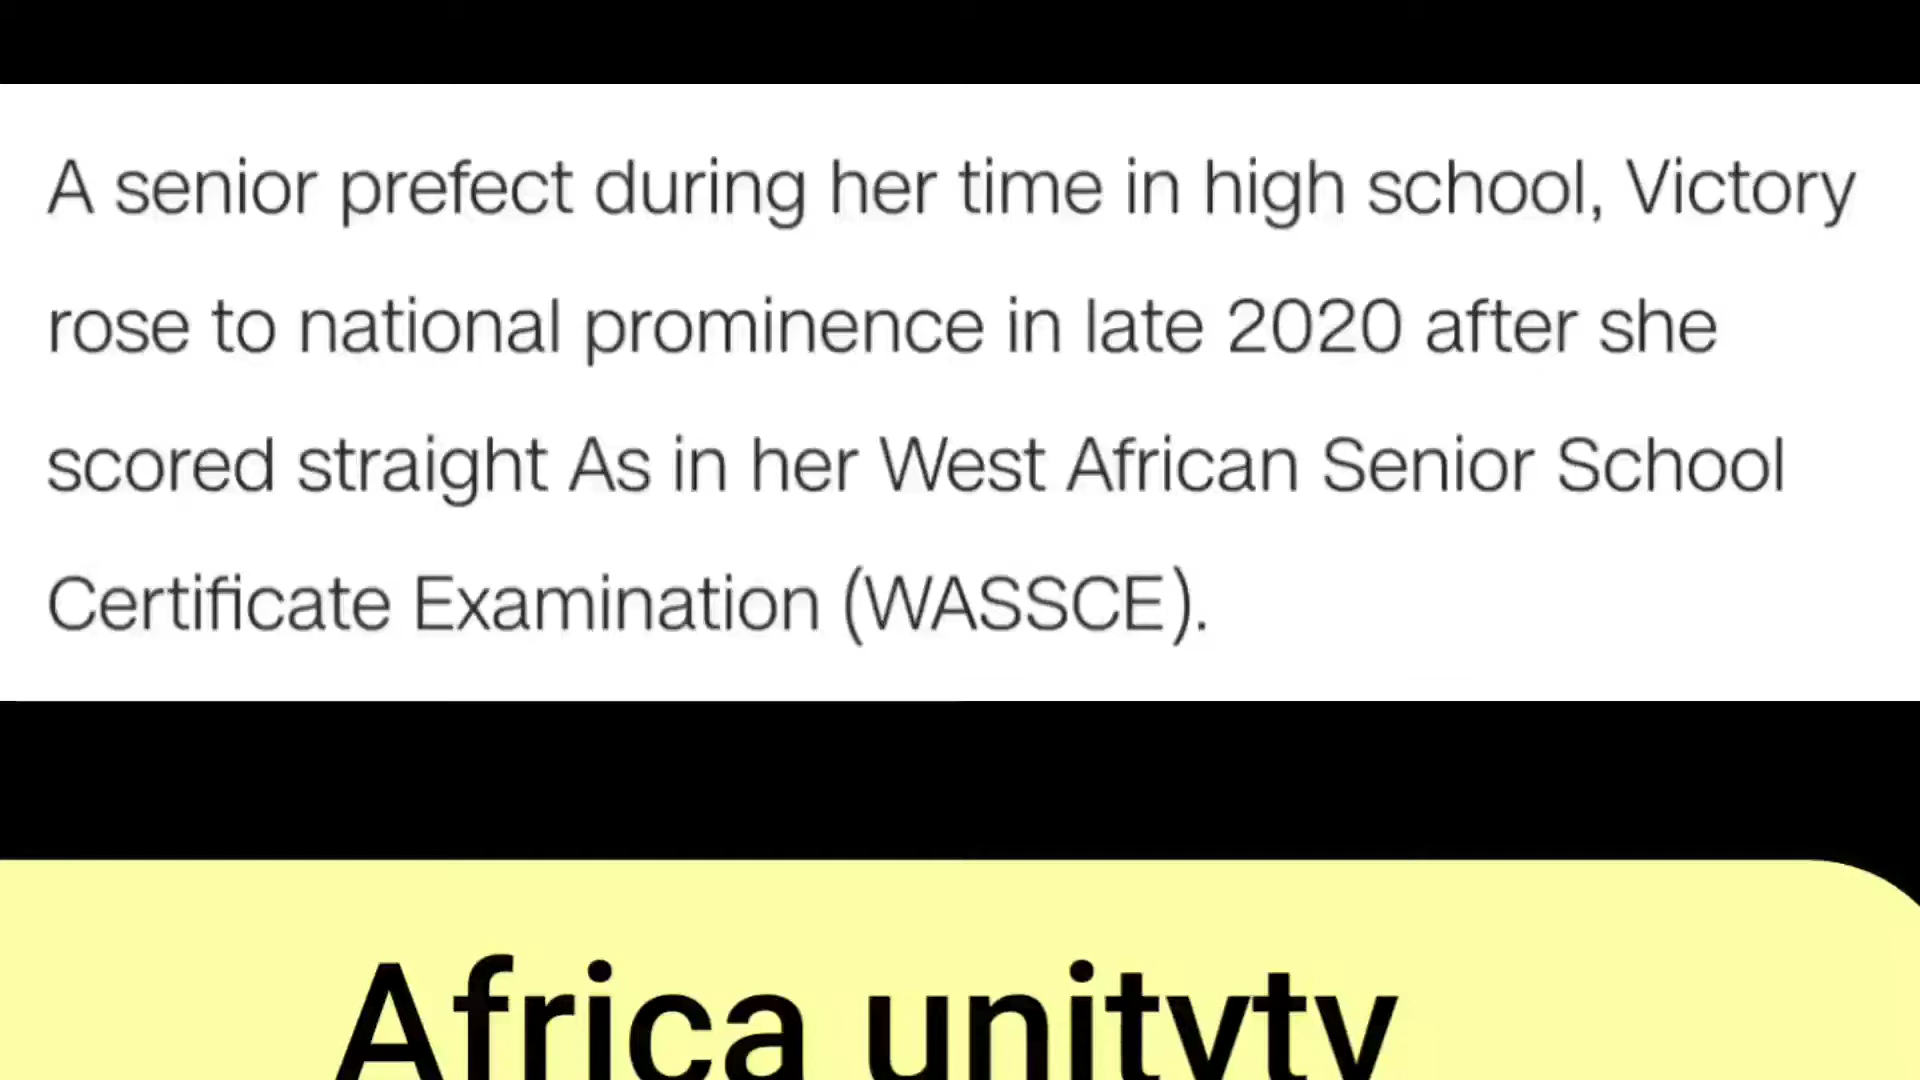 A senior prefect during her time in high school, Victory
rose to national prominence in late 2020 after she
scored straight As in her West African Senior School
Certificate Examination (WASSCE).
Africa unitytv